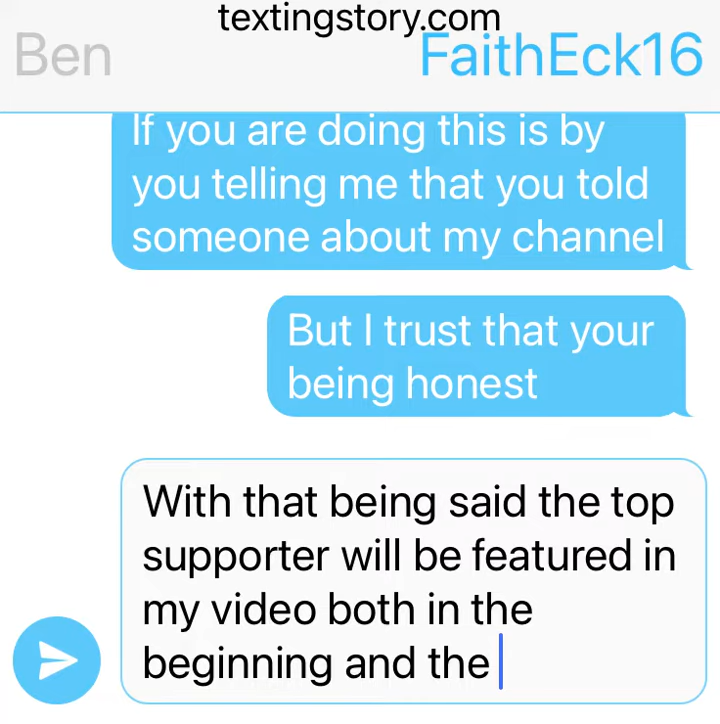 textingstory.com
Ben
FaithEck16
If you are doing this is by
you telling me that you told
someone about my channel
But I trust that your
being honest
With that being said the top
supporter will be featured in
my video both in the
beginning and the